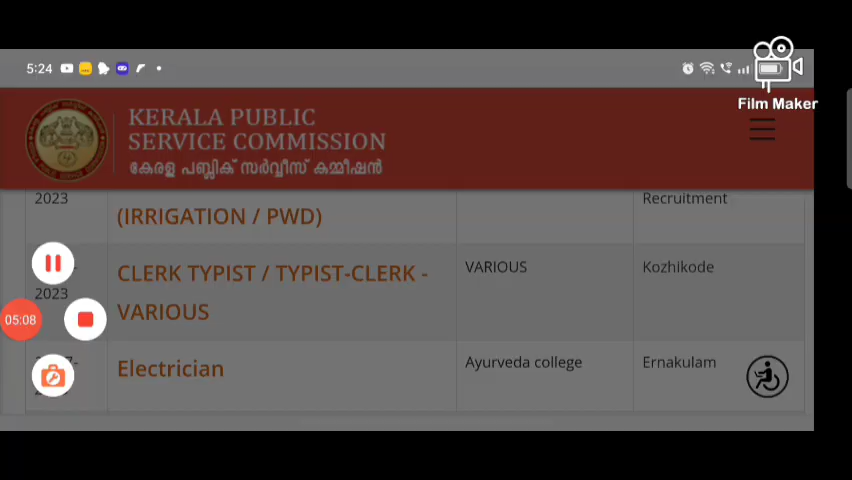 5:24
Film Maker
KERALA PUBLIC
SERVICE COMMISSION
കേരള പബ്ലിക് സർവ്വീസ് കമ്മീഷൻ
2023
(IRRIGATION / PWD)
Recruitment
2023
CLERK TYPIST / TYPIST-CLERK -
VARIOUS
VARIOUS
Kozhikode
05:08
Electrician
Ayurveda college
Ernakulam